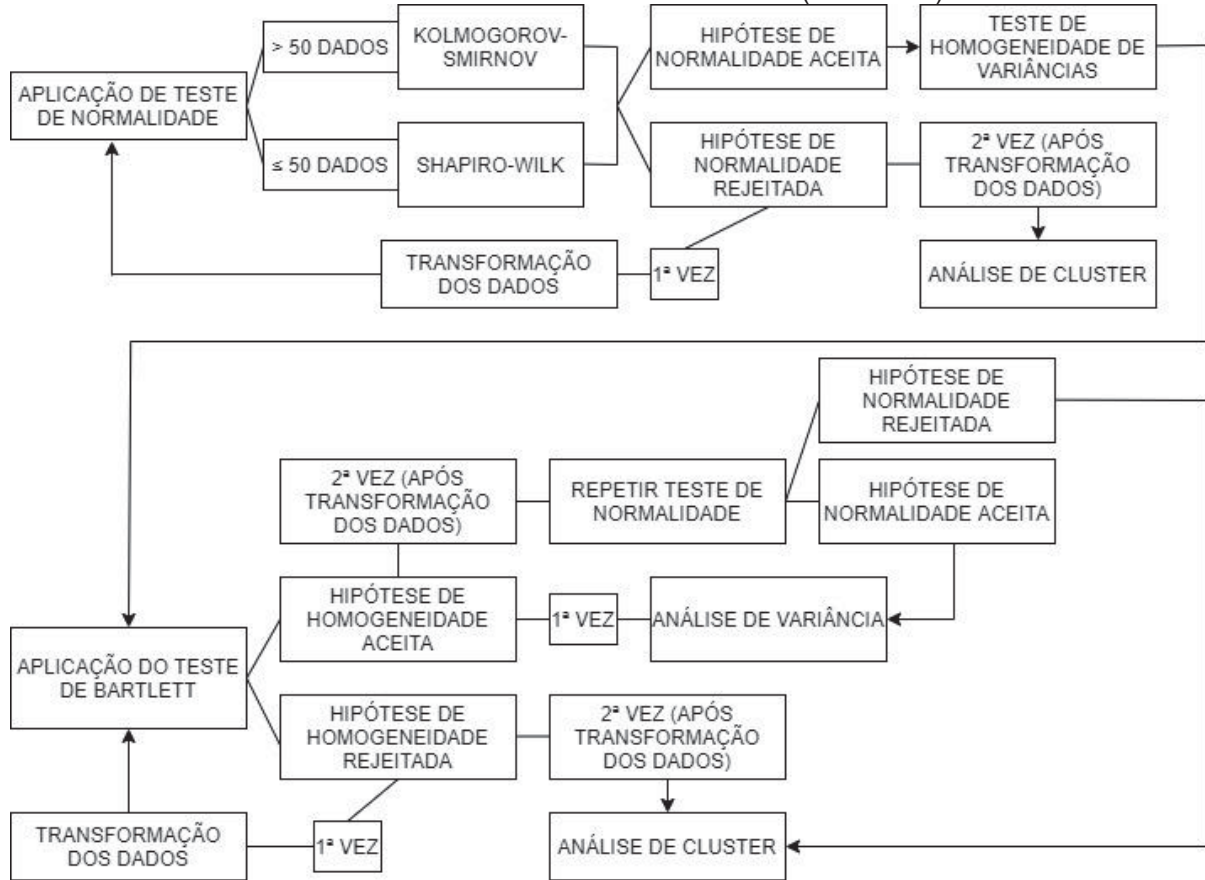 > 50 DADOS
KOLMOGOROV-
SMIRNOV
HIPÓTESE DE
NORMALIDADE ACEITA
TESTE DE
HOMOGENEIDADE DE
VARIÂNCIAS
APLICAÇÃO DE TESTE
DE NORMALIDADE
≤ 50 DADOS
SHAPIRO-WILK
HIPÓTESE DE
NORMALIDADE
REJEITADA
2ª VEZ (APÓS
TRANSFORMAÇÃO
DOS DADOS)
TRANSFORMAÇÃO
DOS DADOS
1ª VEZ
ANÁLISE DE CLUSTER
HIPÓTESE DE
NORMALIDADE
REJEITADA
2ª VEZ (APÓS
TRANSFORMAÇÃO
DOS DADOS)
REPETIR TESTE DE
NORMALIDADE
HIPÓTESE DE
NORMALIDADE ACEITA
HIPÓTESE DE
HOMOGENEIDADE
ACEITA
1ª VEZ
ANÁLISE DE VARIÂNCIA
APLICAÇÃO DO TESTE
DE BARTLETT
HIPÓTESE DE
HOMOGENEIDADE
REJEITADA
2ª VEZ (APÓS
TRANSFORMAÇÃO
DOS DADOS)
TRANSFORMAÇÃO
DOS DADOS
1ª VEZ
ANÁLISE DE CLUSTER